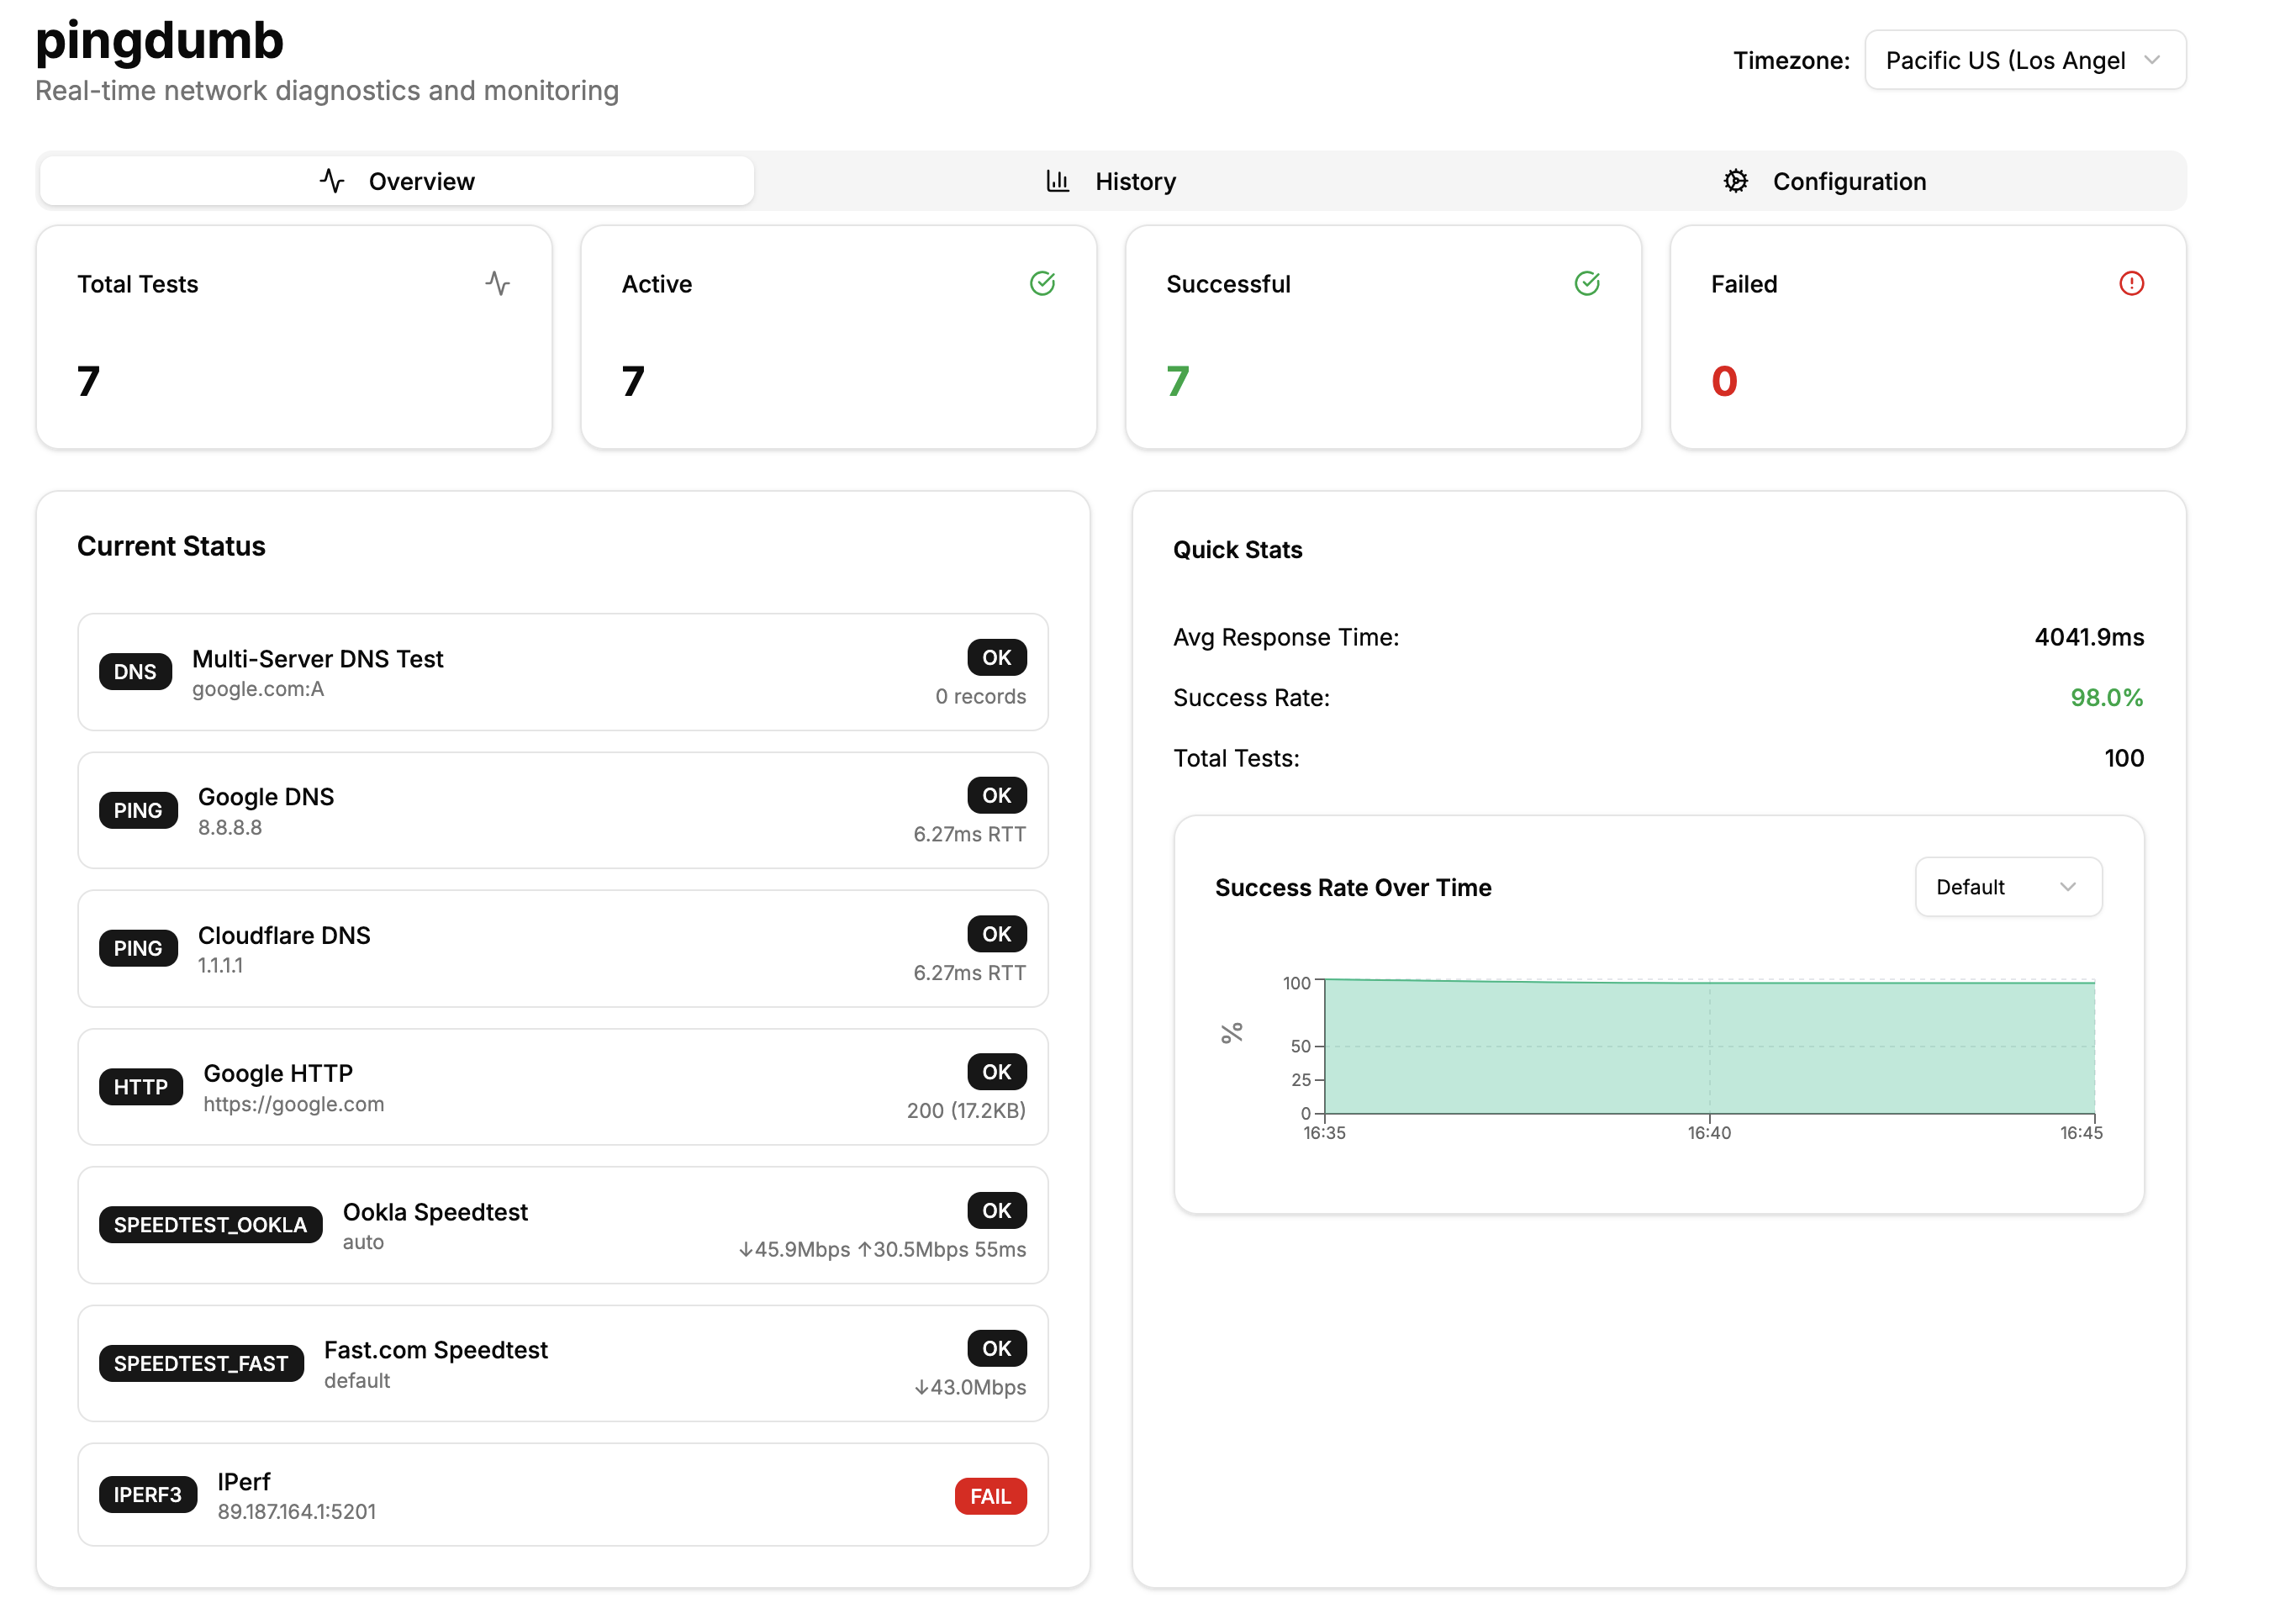 pingdumb
Real-time network diagnostics and monitoring
Timezone: Pacific US (Los Angel
Overview
History
Configuration
Total Tests
7
Active
7
Successful
7
Failed
0
Current Status
DNS
Multi-Server DNS Test
google.com:A
OK
0 records
PING
Google DNS
8.8.8.8
OK
6.27ms RTT
PING
Cloudflare DNS
1.1.1.1
OK
6.27ms RTT
HTTP
Google HTTP
https://google.com
OK
200 (17.2KB)
SPEEDTEST_OOKLA
Ookla Speedtest
auto
OK
↓45.9Mbps ↑30.5Mbps 55ms
SPEEDTEST_FAST
Fast.com Speedtest
default
OK
↓43.0Mbps
IPERF3
IPerf
89.187.164.1:5201
FAIL
Quick Stats
Avg Response Time: 4041.9ms
Success Rate: 98.0%
Total Tests: 100
Success Rate Over Time
Default
%
100
50
25
0
16:35 16:40 16:45